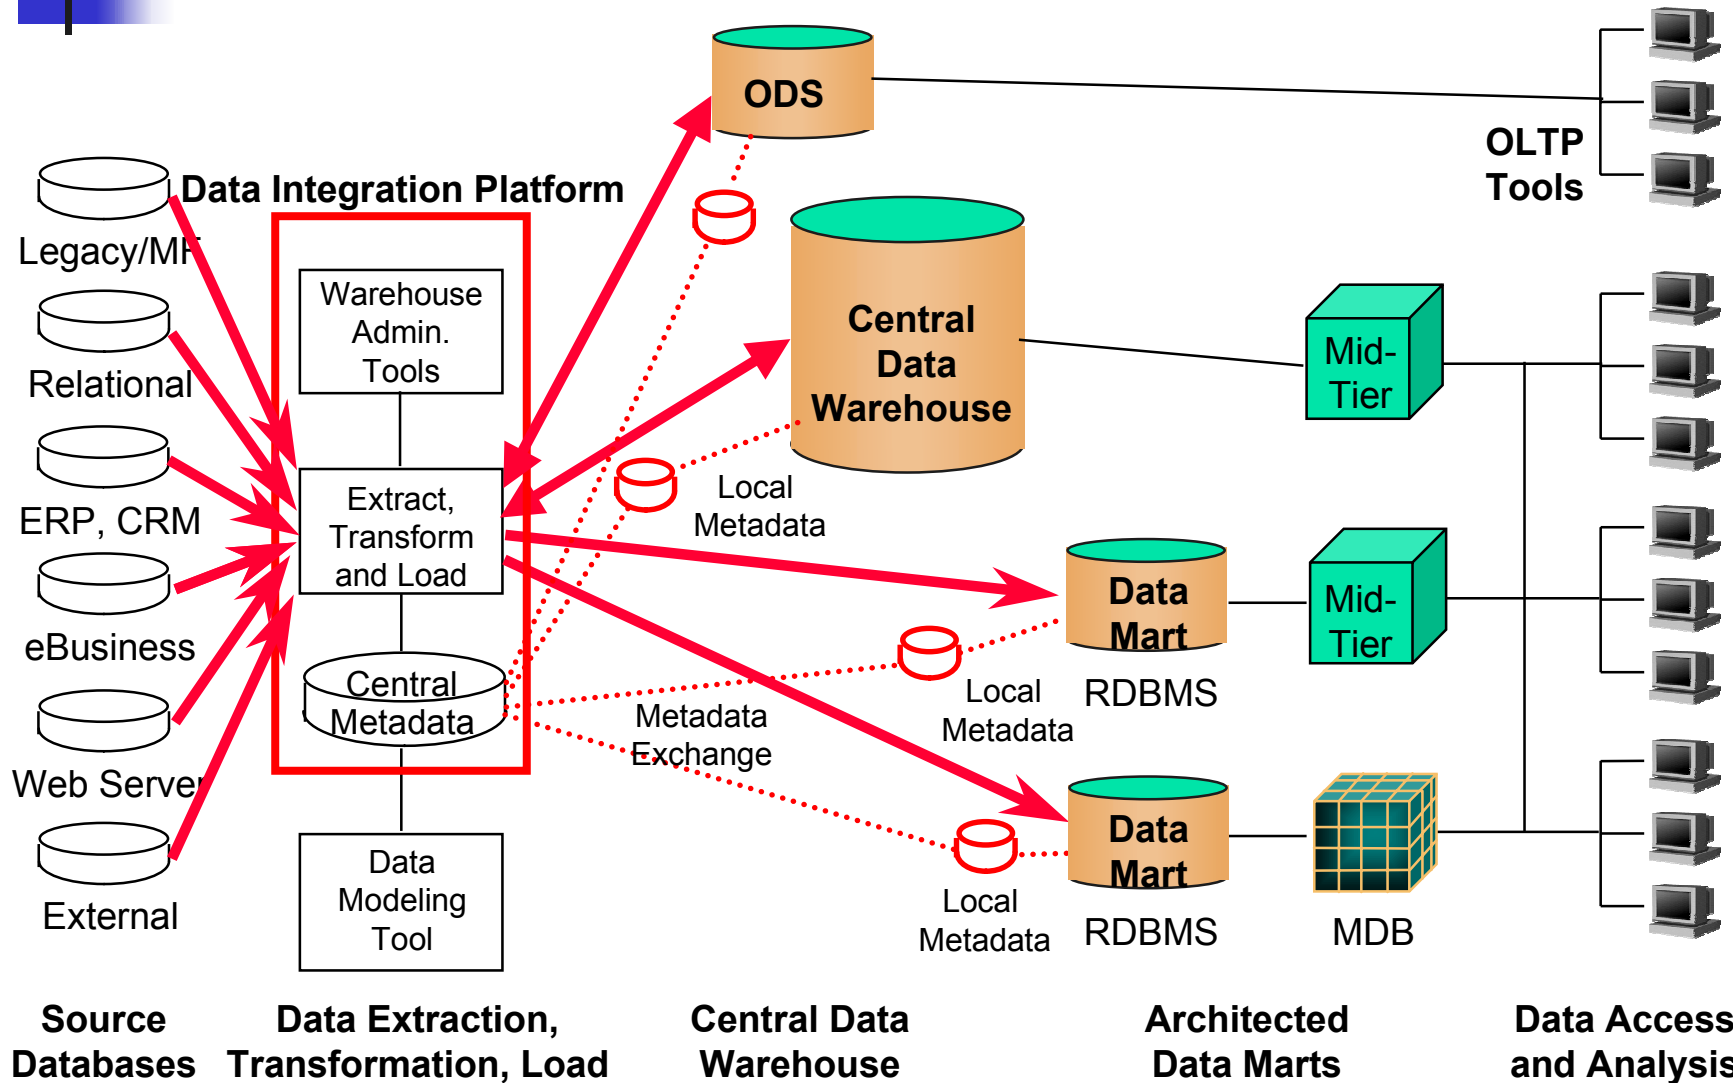 ODS
OLTP
Tools
Data Integration Platform
Legacy/MF
Relational
ERP, CRM
eBusiness
Web Server
External
Warehouse
Admin.
Tools
Extract,
Transform
and Load
Central
Metadata
Data
Modeling
Tool
Central
Data
Warehouse
Local
Metadata
Metadata
Exchange
Local
Metadata
Local
Metadata
Data
Mart
RDBMS
Data
Mart
RDBMS
Mid-
Tier
Mid-
Tier
MDB
Source
Databases
Data Extraction,
Transformation, Load
Central Data
Warehouse
Architected
Data Marts
Data Access
and Analysis